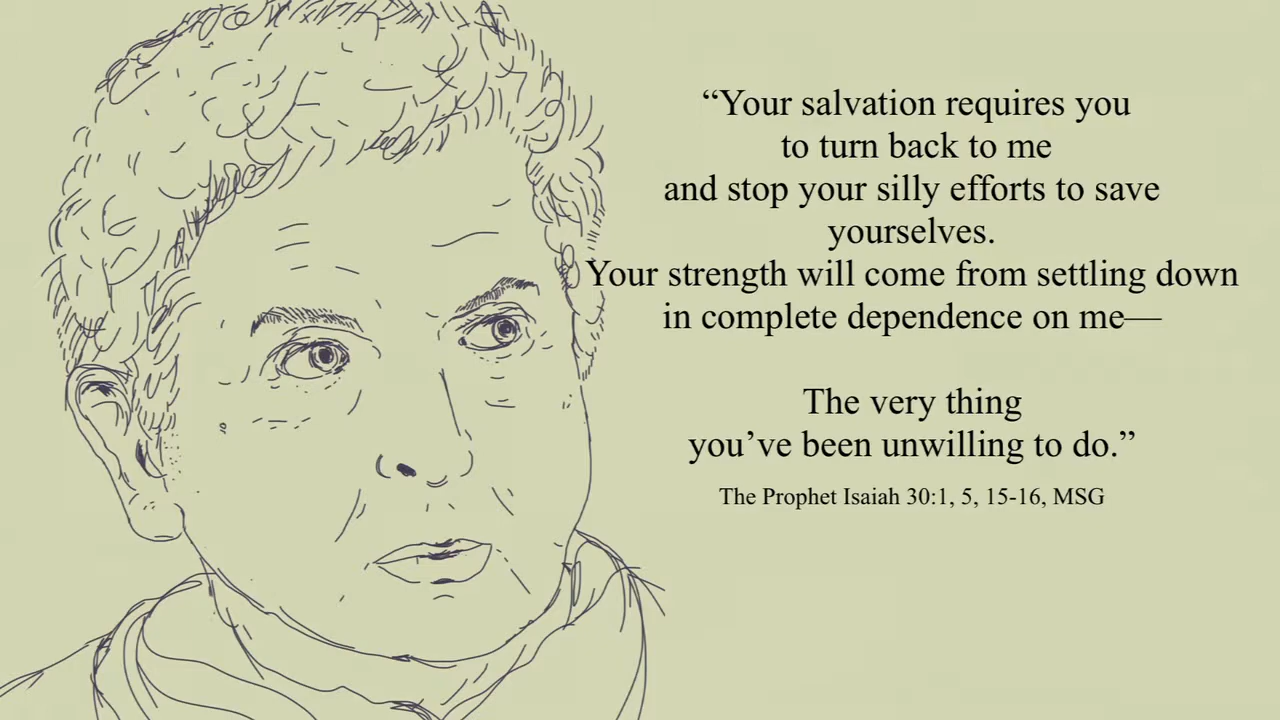 “Your salvation requires you
to turn back to me
and stop your silly efforts to save
yourselves.
Your strength will come from settling down
in complete dependence on me—
The very thing
you’ve been unwilling to do.”
The Prophet Isaiah 30:1, 5, 15-16, MSG